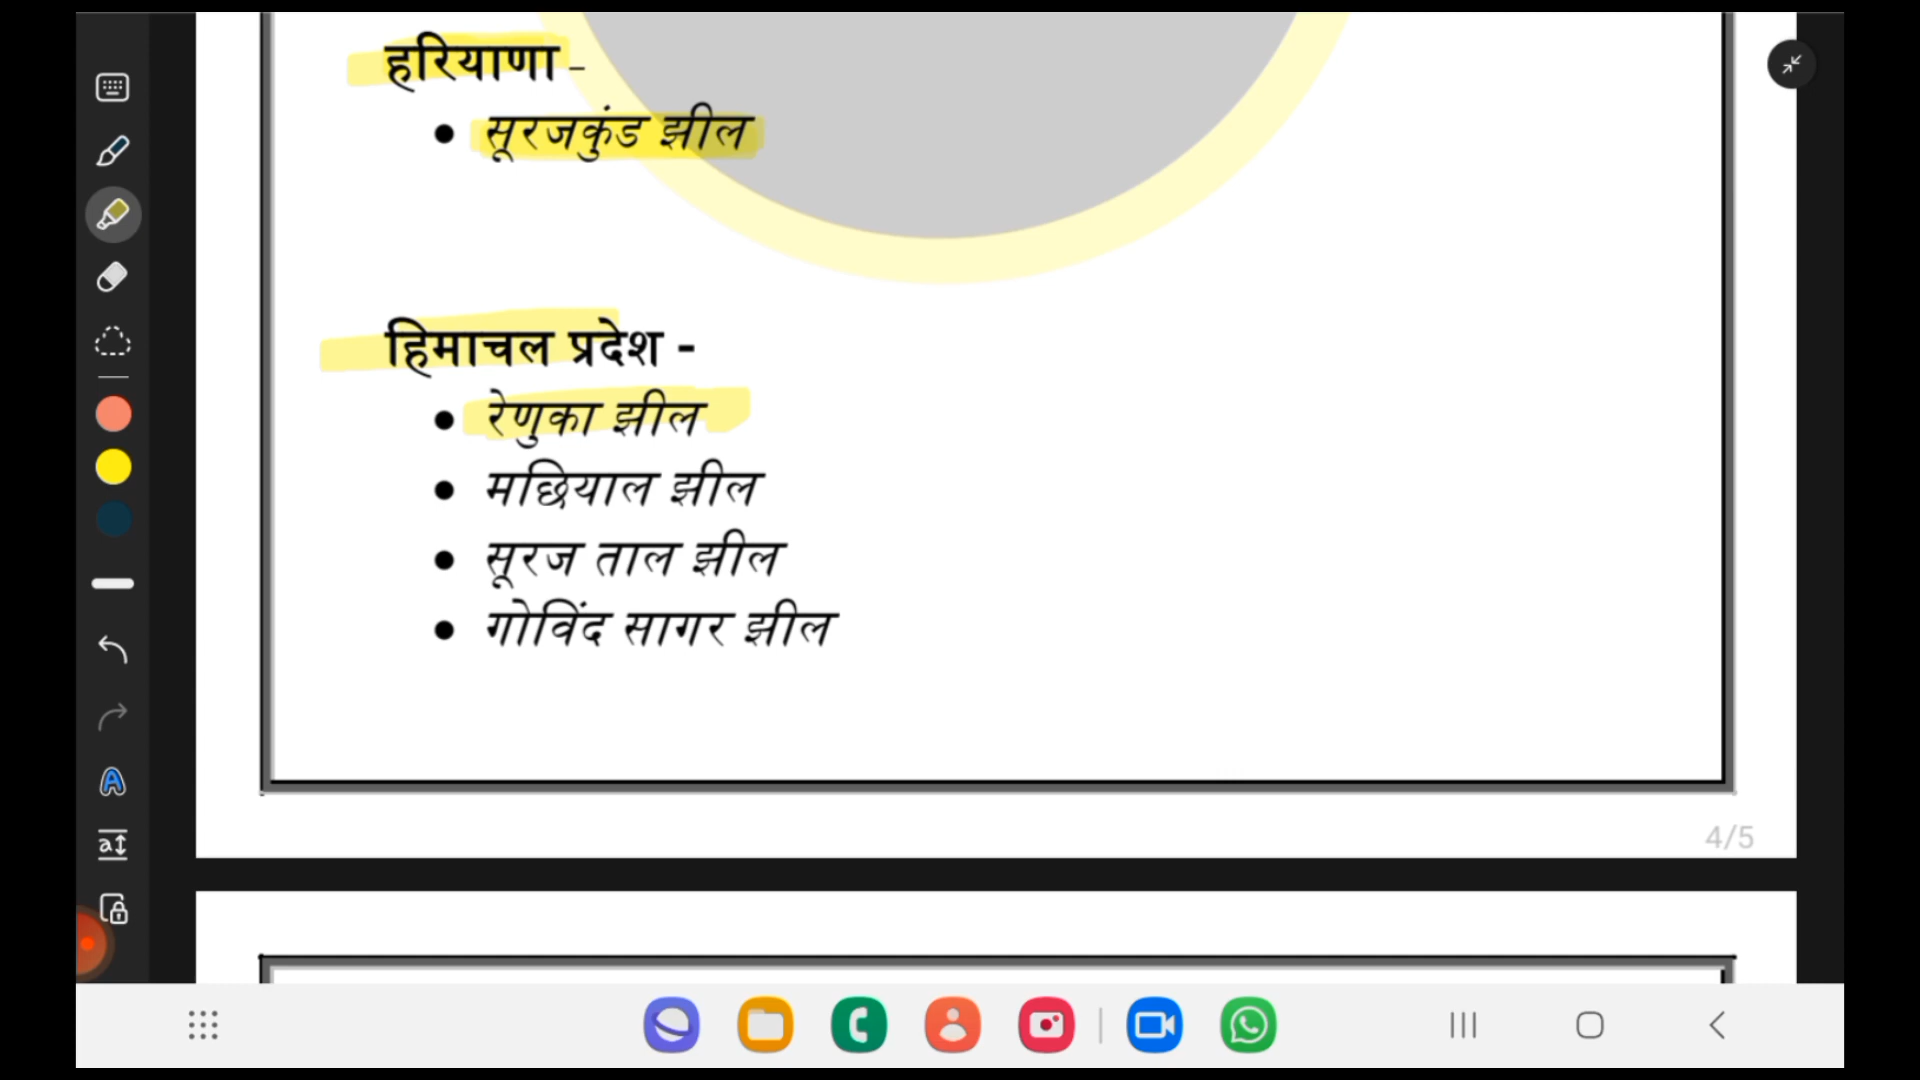 हरियाणा –
• सूरजकुंड झील
हिमाचल प्रदेश -
• रेणुका झील
• मछियाल झील
• सूरज ताल झील
• गोविंद सागर झील
4/5